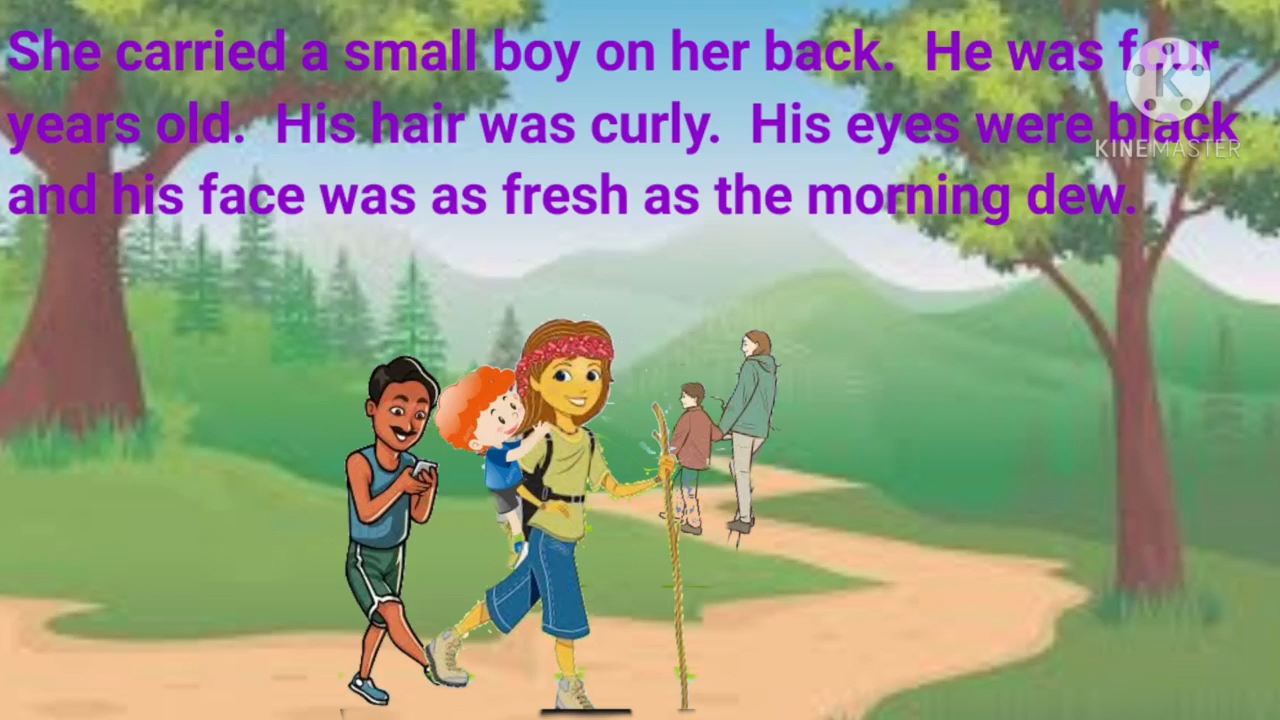 She carried a small boy on her back. He was four
years old. His hair was curly. His eyes were black
and his face was as fresh as the morning dew.
K
KINEMASTER